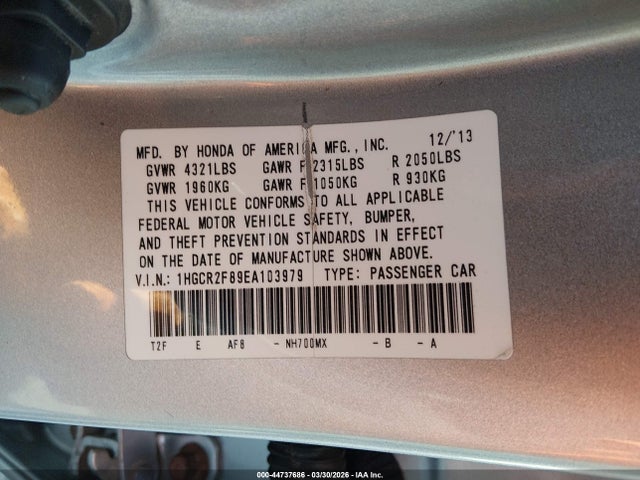 MFD. BY HONDA OF AMERICA MFG., INC. 12/'13
GVWR 4321LBS GAWR F 2315LBS R 2050LBS
GVWR 1960KG GAWR F 1050KG R 930KG
THIS VEHICLE CONFORMS TO ALL APPLICABLE
FEDERAL MOTOR VEHICLE SAFETY, BUMPER,
AND THEFT PREVENTION STANDARDS IN EFFECT
ON THE DATE OF MANUFACTURE SHOWN ABOVE.
V.I.N.: 1HGCR2F89EA103979 TYPE: PASSENGER CAR
T2F E AF8 - NH700MX - B - A
000-44737686 - 03/30/2026 - IAA Inc.